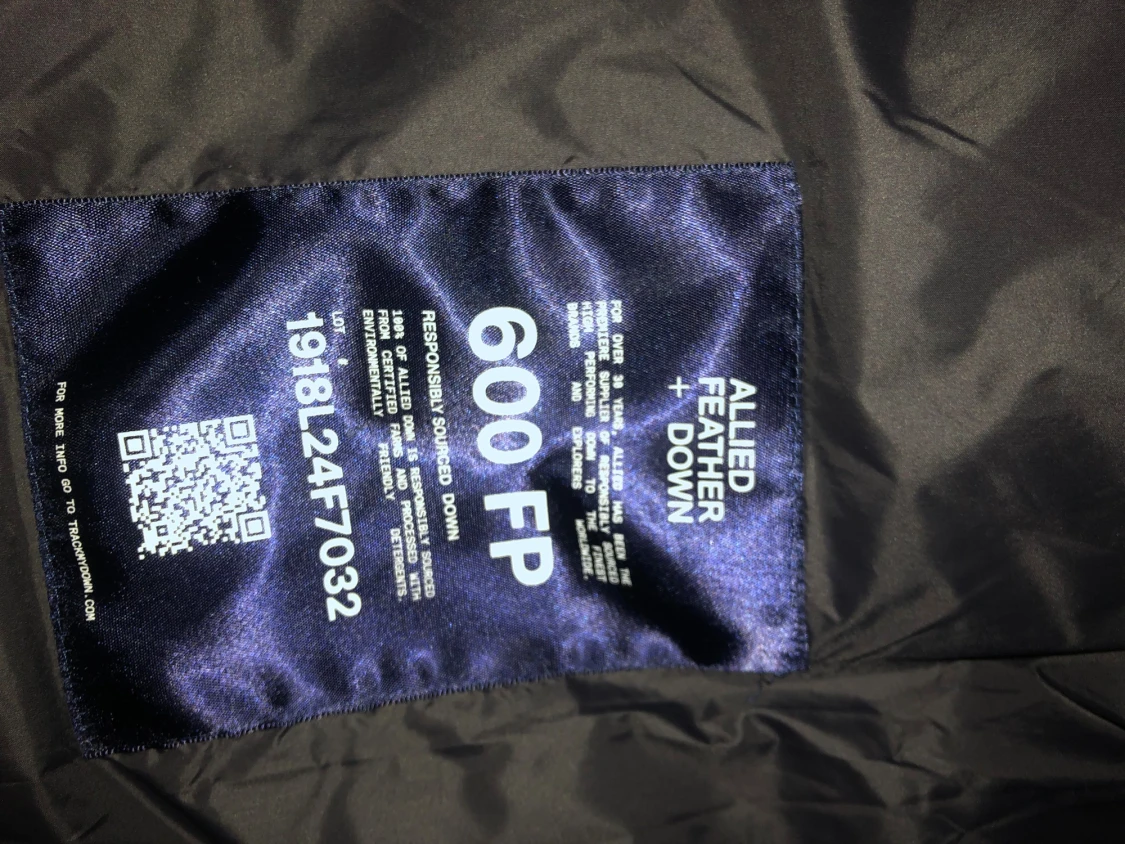 ALLIED
FEATHER
+ DOWN
FOR OVER 30 YEARS, ALLIED HAS BEEN THE
PREMIERE SUPPLIER OF RESPONSIBLY SOURCED
HIGH PERFORMING DOWN TO THE FINEST
BRANDS AND EXPLORERS WORLDWIDE.
600 FP
RESPONSIBLY SOURCED DOWN
100% OF ALLIED DOWN IS RESPONSIBLY SOURCED
FROM CERTIFIED FARMS AND PROCESSED WITH
ENVIRONMENTALLY FRIENDLY DETERGENTS.
LOT #
1918L24F7032
FOR MORE INFO GO TO TRACKMYDOWN.COM